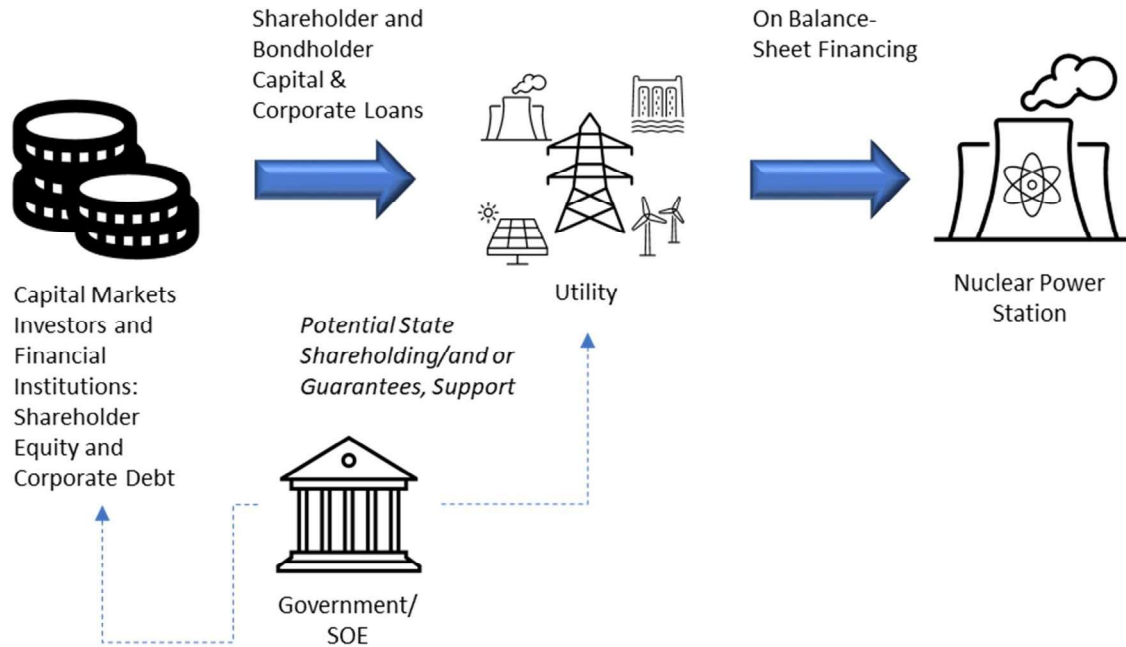 Shareholder and
Bondholder
Capital &
Corporate Loans
On Balance-
Sheet Financing
Capital Markets
Investors and
Financial
Institutions:
Shareholder
Equity and
Corporate Debt
Utility
Nuclear Power
Station
Potential State
Shareholding/and or
Guarantees, Support
Government/
SOE